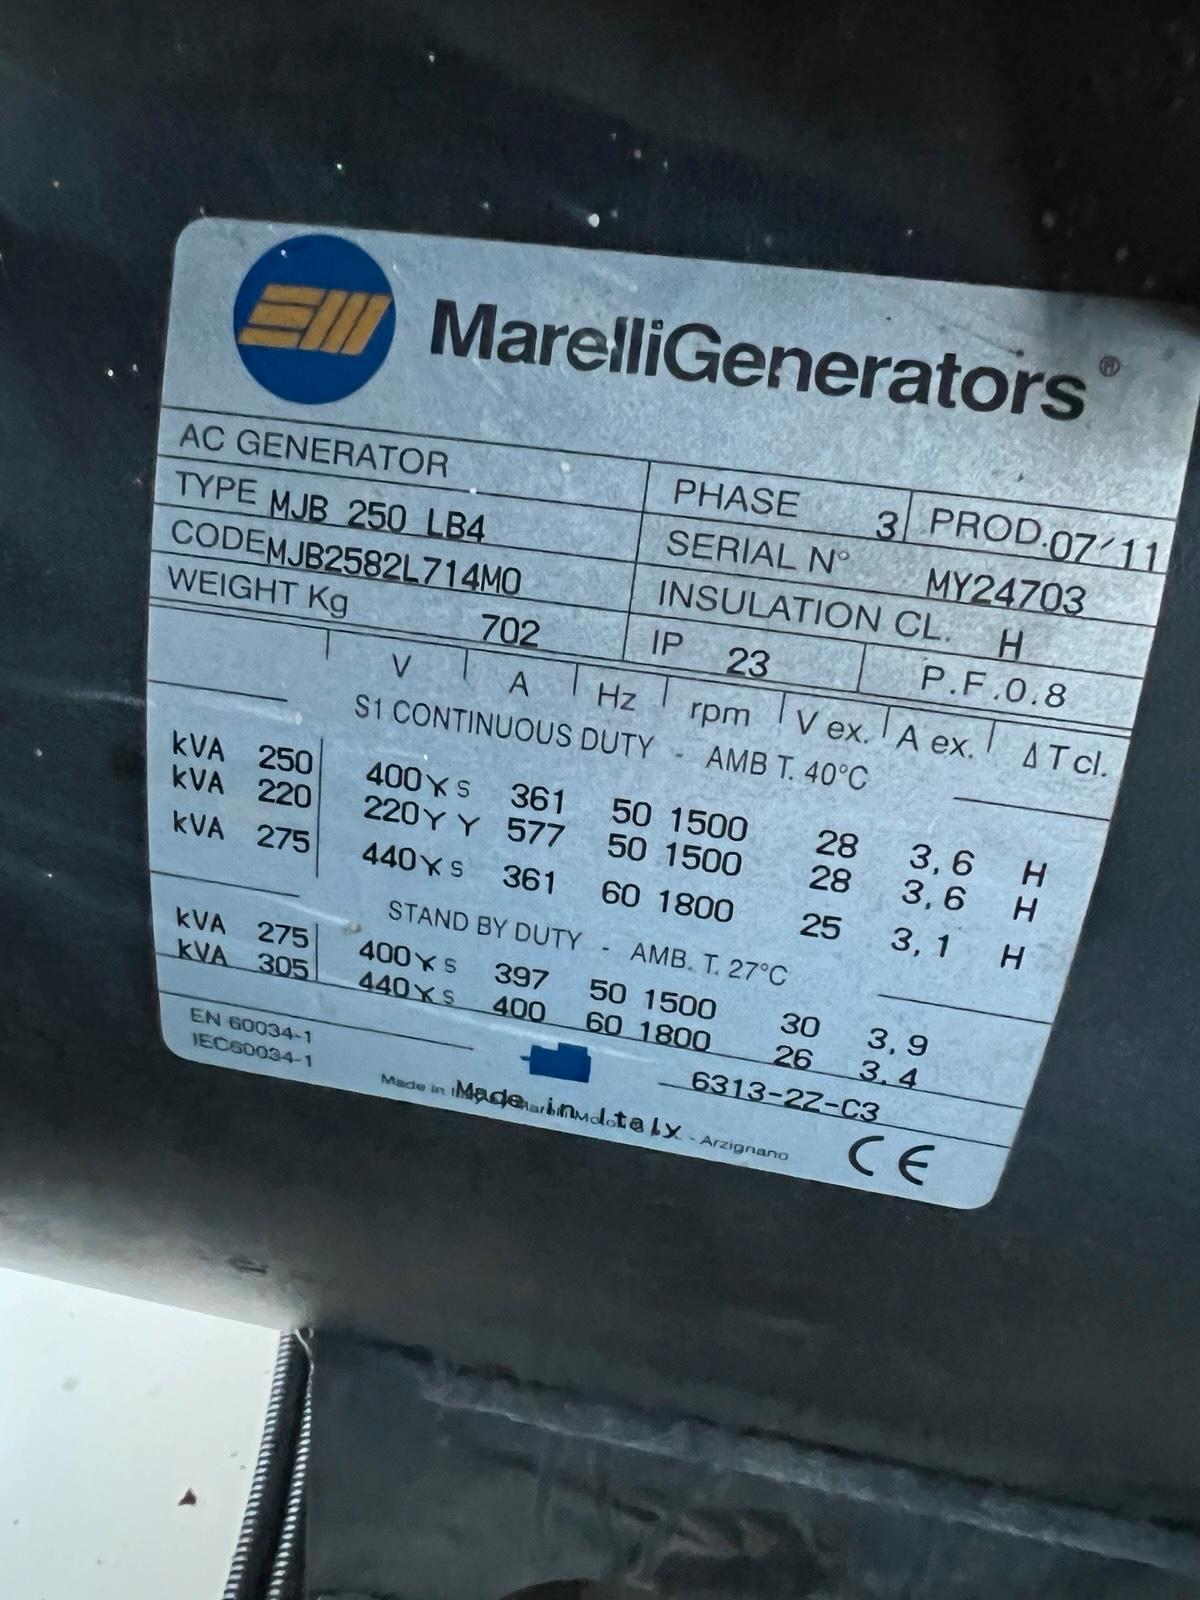 MarelliGenerators ®
AC GENERATOR PHASE 3 PROD. 07'11
TYPE MJB 250 LB4 SERIAL N° MY24703
CODE MJB2582L714M0 INSULATION CL. H
WEIGHT Kg 702 IP 23 P.F.0.8
V A Hz rpm V ex. A ex. Δ T cl.
S1 CONTINUOUS DUTY - AMB T. 40°C
kVA 250 400Y S 361 50 1500 28 3,6 H
kVA 220 220Y Y 577 50 1500 28 3,6 H
kVA 275 440Y S 361 60 1800 25 3,1 H
STAND BY DUTY - AMB. T. 27°C
kVA 275 400Y S 397 50 1500 30 3,9
kVA 305 440Y S 400 60 1800 26 3,4
EN 60034-1
IEC60034-1
6313-2Z-C3
Made in Italy
Made in - Arzignano
CE